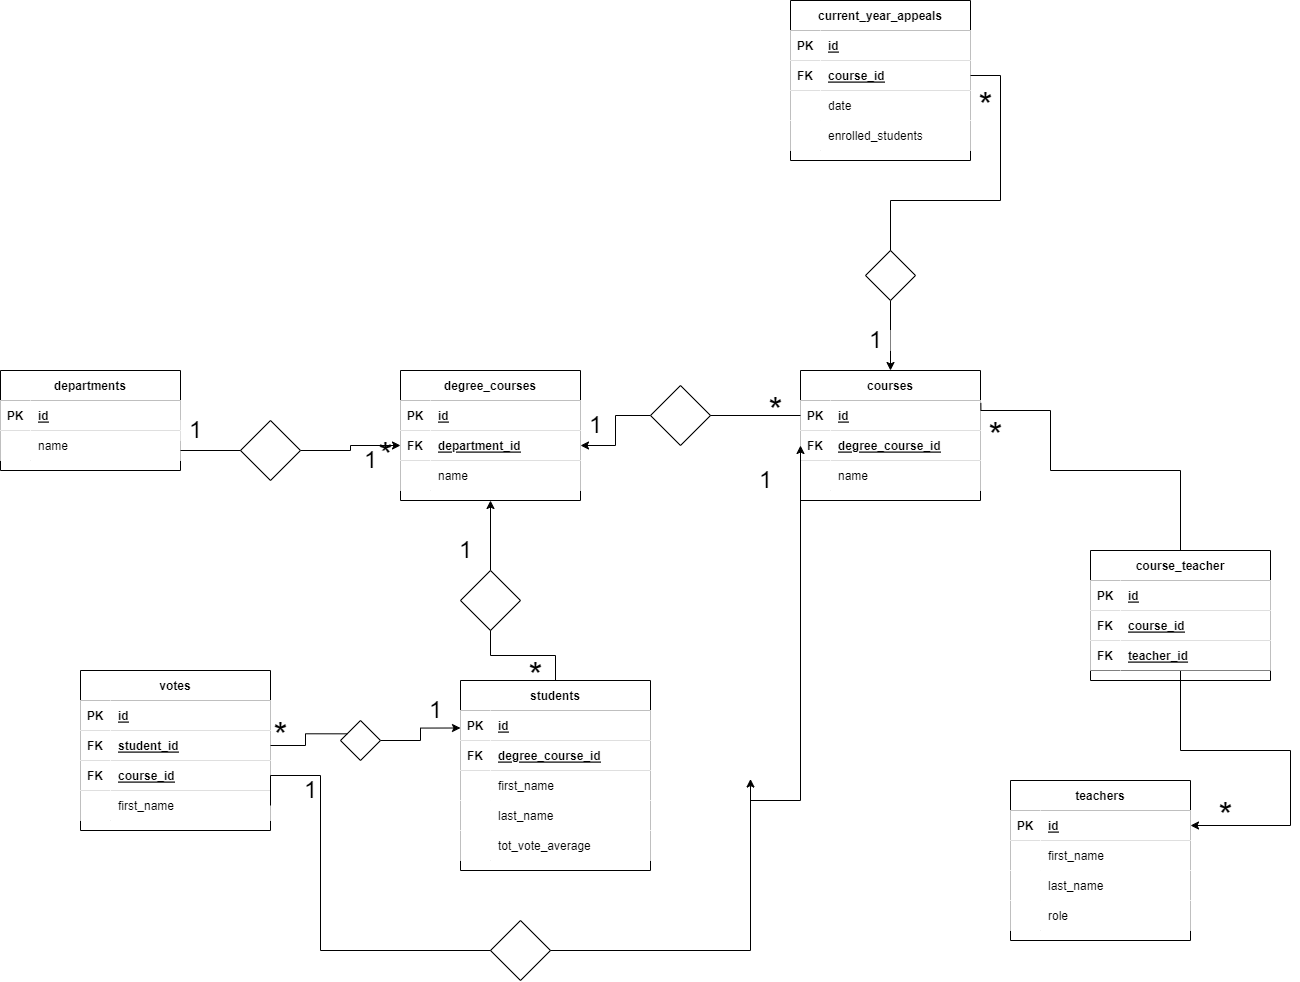 current_year_appeals
PK id
FK course_id
date
enrolled_students
*
1
departments
PK id
name
1
1 *
degree_courses
PK id
FK department_id
name
1
*
courses
PK id
FK degree_course_id
name
*
1
1
course_teacher
PK id
FK course_id
FK teacher_id
*
votes
PK id
FK student_id
FK course_id
first_name
*
1
1
students
PK id
FK degree_course_id
first_name
last_name
tot_vote_average
teachers
PK id
first_name
last_name
role
*